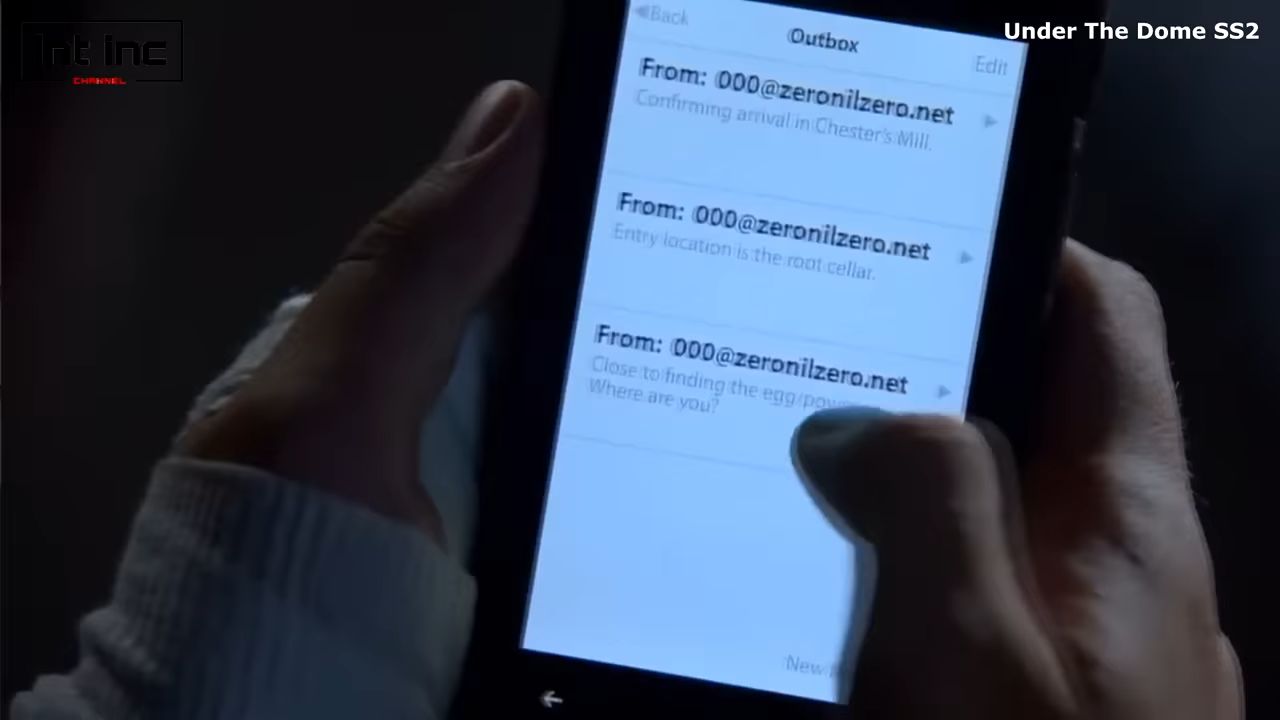 Int Inc
CHANNEL
Under The Dome SS2
Back
Outbox
Edit
From: 000@zeronilzero.net
Confirming arrival in Chester's Mill.
From: 000@zeronilzero.net
Entry location is the root cellar.
From: 000@zeronilzero.net
Close to finding the egg/
Where are you?
New